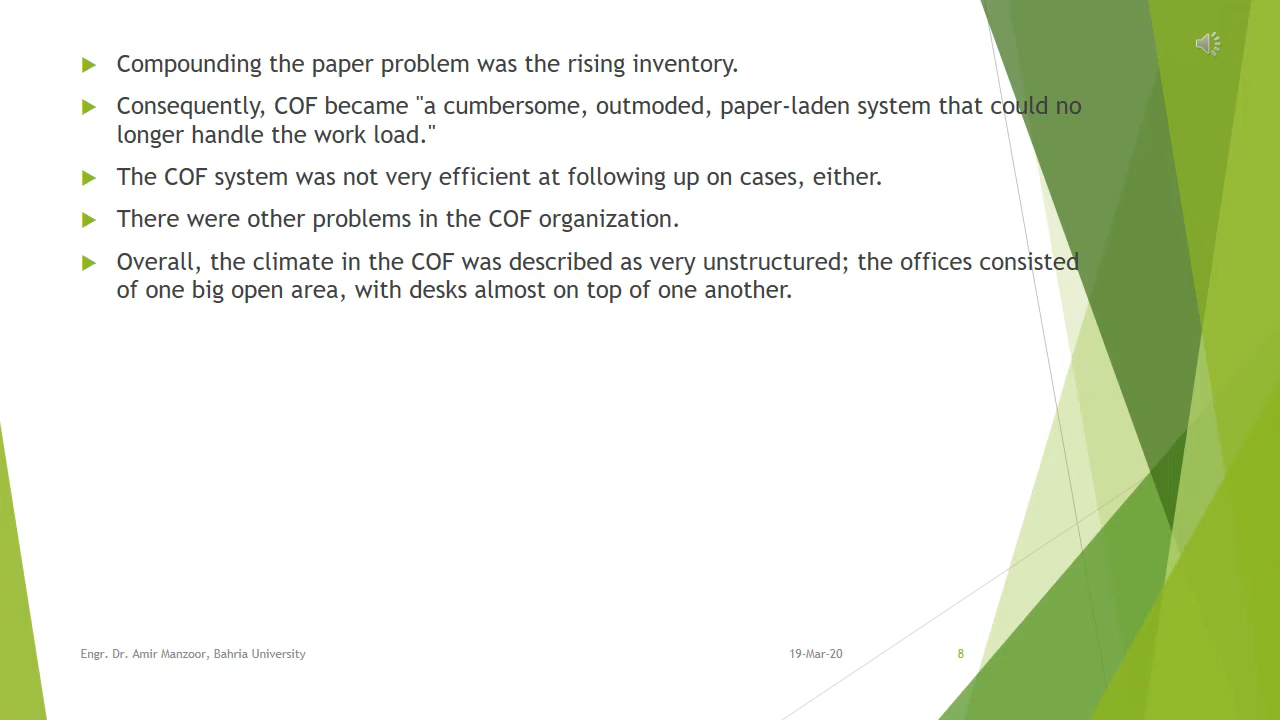 Compounding the paper problem was the rising inventory.
Consequently, COF became "a cumbersome, outmoded, paper-laden system that could no
longer handle the work load."
The COF system was not very efficient at following up on cases, either.
There were other problems in the COF organization.
Overall, the climate in the COF was described as very unstructured; the offices consisted
of one big open area, with desks almost on top of one another.
Engr. Dr. Amir Manzoor, Bahria University
19-Mar-20
8